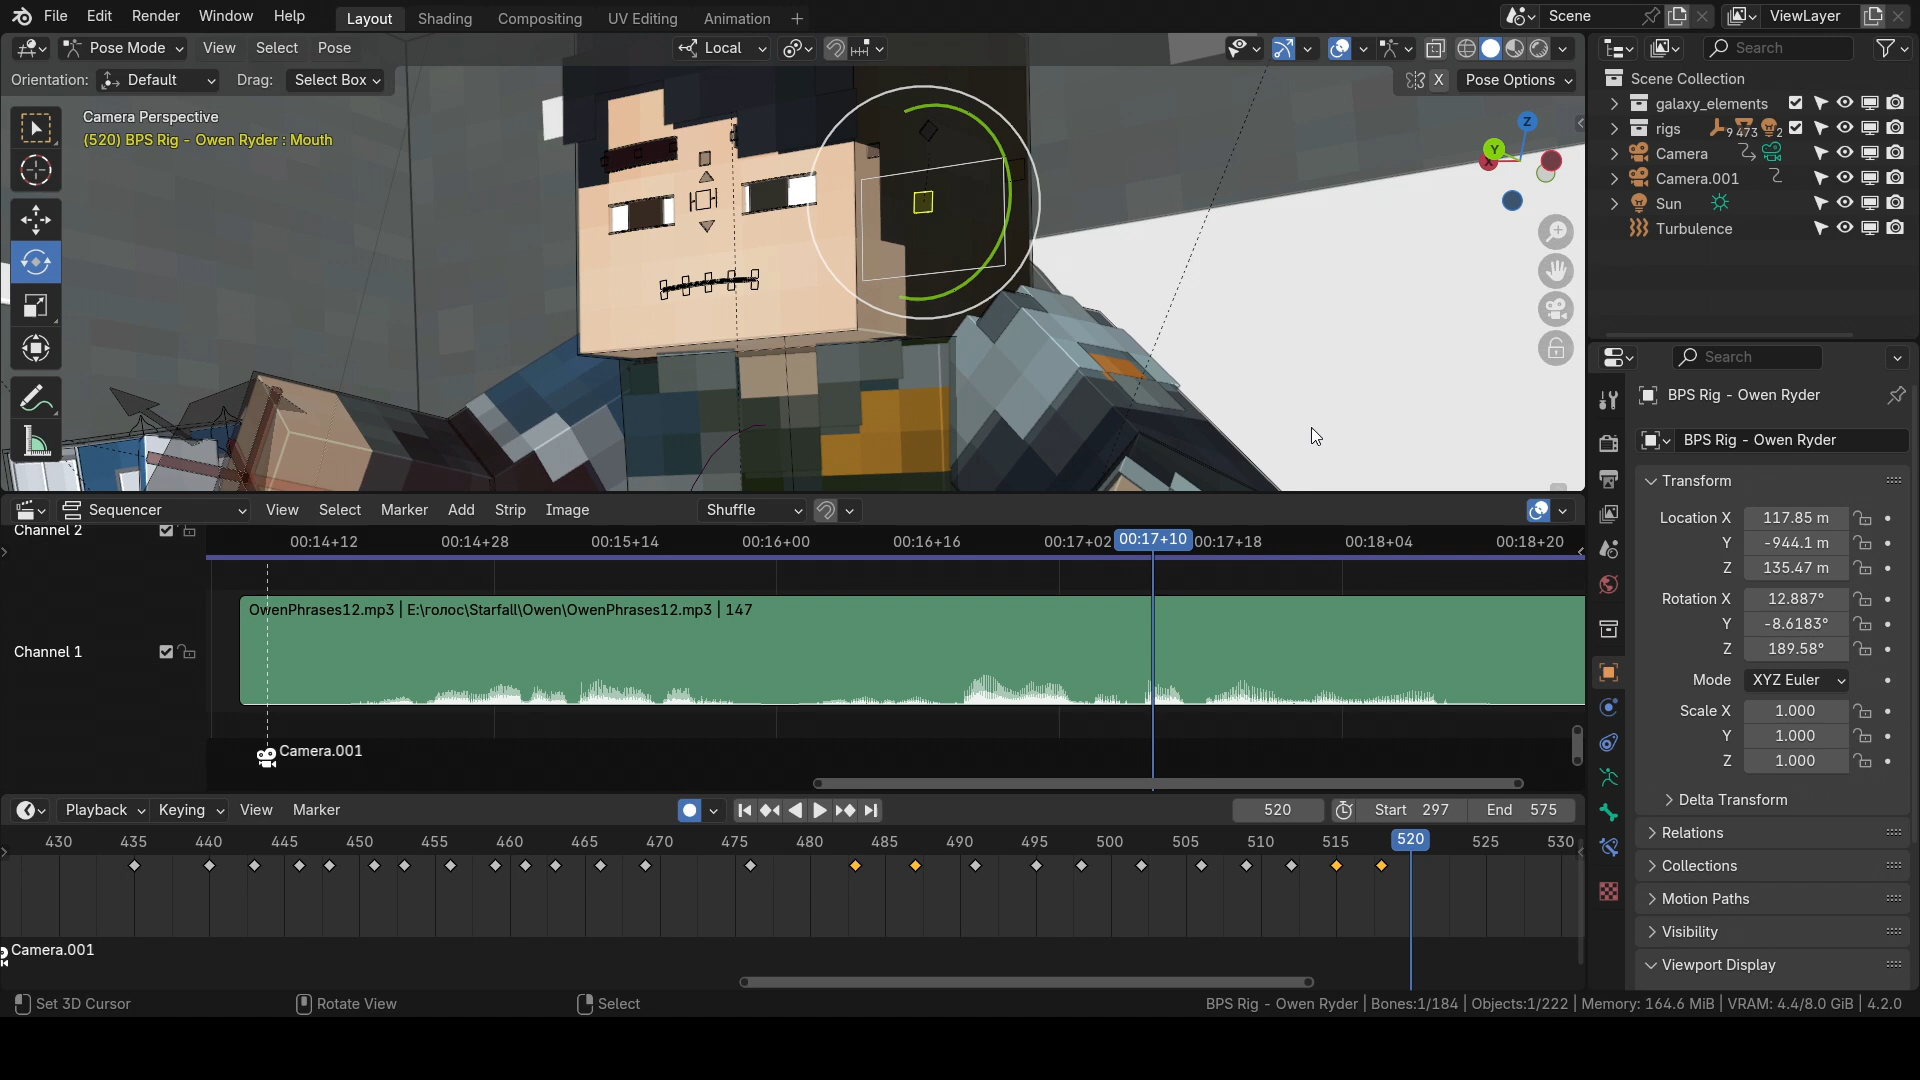 File Edit Render Window Help Layout Shading Compositing UV Editing Animation + Scene ViewLayer
Pose Mode View Select Pose Local Search
Orientation: Default Drag: Select Box X Pose Options
Scene Collection
galaxy_elements
rigs 9 473 2
Camera
Camera.001
Sun
Turbulence
Camera Perspective
(520) BPS Rig - Owen Ryder : Mouth
Z
Y
Search
BPS Rig - Owen Ryder
BPS Rig - Owen Ryder
Transform
Location X 117.85 m
Y -944.1 m
Z 135.47 m
Rotation X 12.887°
Y -8.6183°
Z 189.58°
Mode XYZ Euler
Scale X 1.000
Y 1.000
Z 1.000
Delta Transform
Relations
Collections
Motion Paths
Visibility
Viewport Display
Sequencer View Select Marker Add Strip Image Shuffle
Channel 2
00:14+12 00:14+28 00:15+14 00:16+00 00:16+16 00:17+02 00:17+10 00:17+18 00:18+04 00:18+20
OwenPhrases12.mp3 | E:\голос\Starfall\Owen\OwenPhrases12.mp3 | 147
Channel 1
Camera.001
Playback Keying View Marker 520 Start 297 End 575
430 435 440 445 450 455 460 465 470 475 480 485 490 495 500 505 510 515 520 525 530
Camera.001
Set 3D Cursor Rotate View Select BPS Rig - Owen Ryder | Bones:1/184 | Objects:1/222 | Memory: 164.6 MiB | VRAM: 4.4/8.0 GiB | 4.2.0